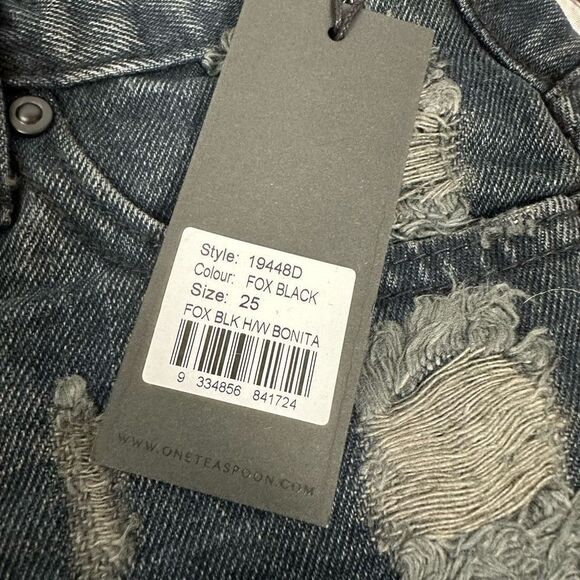 Style: 19448D
Colour: FOX BLACK
Size: 25
FOX BLK H/W BONITA
9 334856 841724
WWW.ONETEASPOON.COM